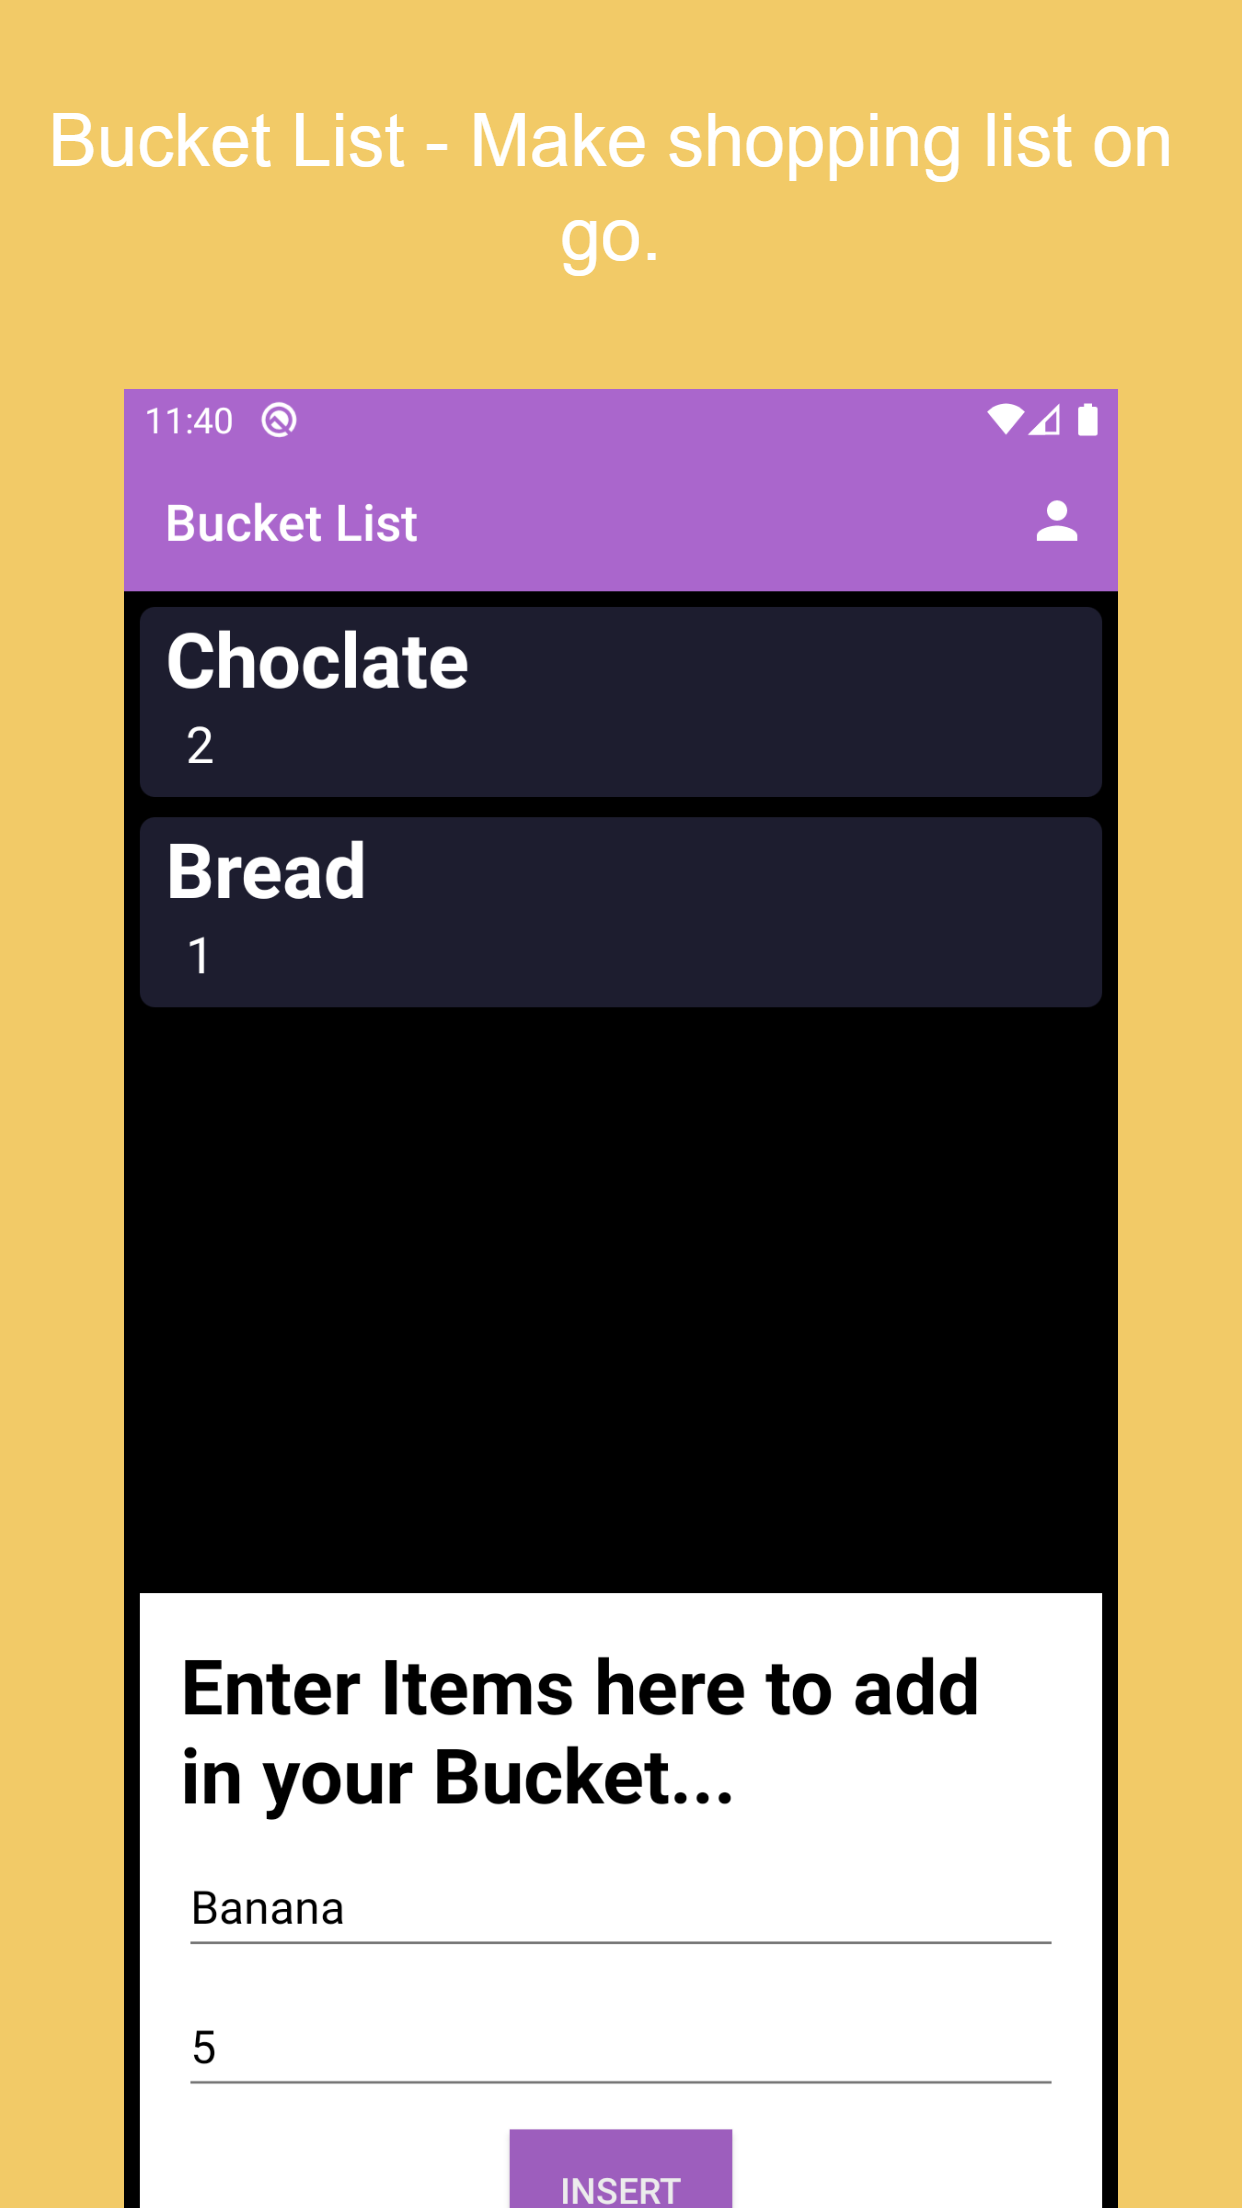 Bucket List - Make shopping list on
go.
11:40
Bucket List
Choclate
2
Bread
1
Enter Items here to add
in your Bucket...
Banana
5
INSERT